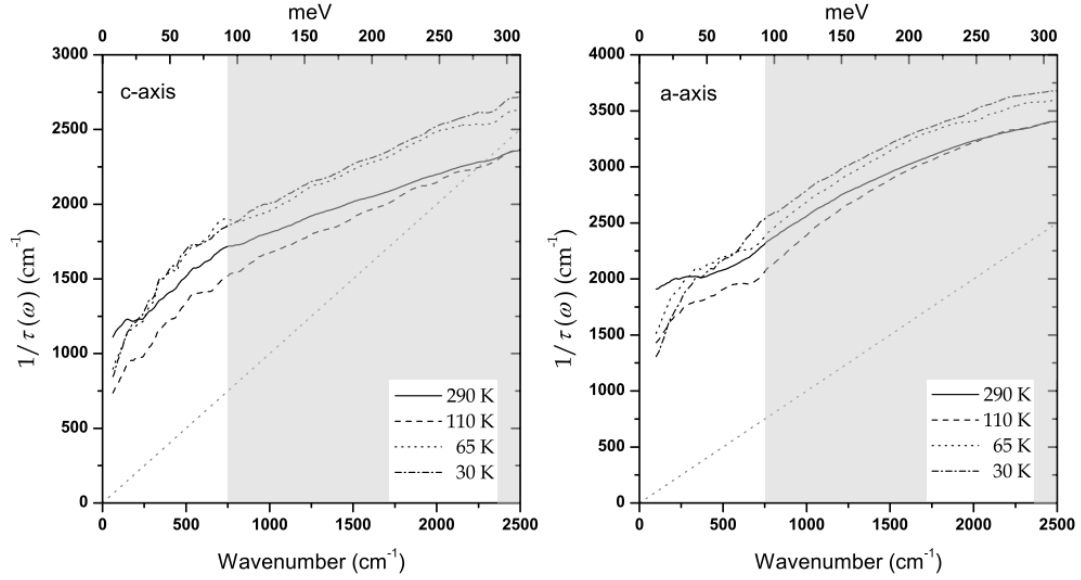 meV
0 50 100 150 200 250 300
3000
2500
2000
1500
1000
500
0
1/ τ (ω) (cm⁻¹)
c-axis
290 K
110 K
65 K
30 K
0 500 1000 1500 2000 2500
Wavenumber (cm⁻¹)
meV
0 50 100 150 200 250 300
4000
3500
3000
2500
2000
1500
1000
500
0
1/ τ (ω) (cm⁻¹)
a-axis
290 K
110 K
65 K
30 K
0 500 1000 1500 2000 2500
Wavenumber (cm⁻¹)